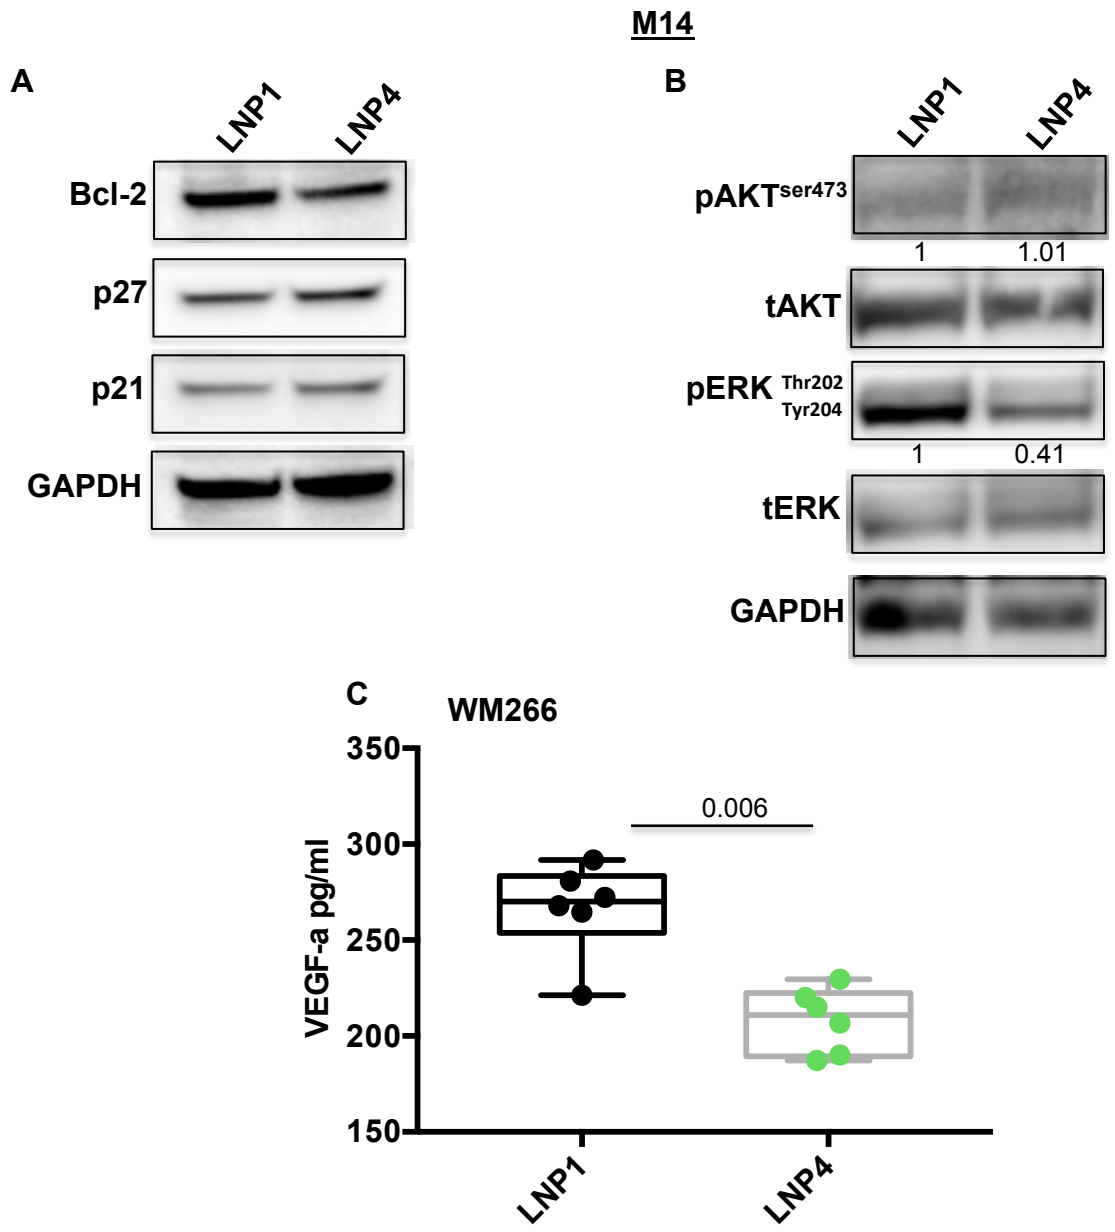 M14
A
LNP1 LNP4
Bcl-2
p27
p21
GAPDH
B
LNP1 LNP4
pAKTser473
1 1.01
tAKT
pERK Thr202
Tyr204
1 0.41
tERK
GAPDH
C
WM266
0.006
VEGF-a pg/ml
350
300
250
200
150
LNP1 LNP4